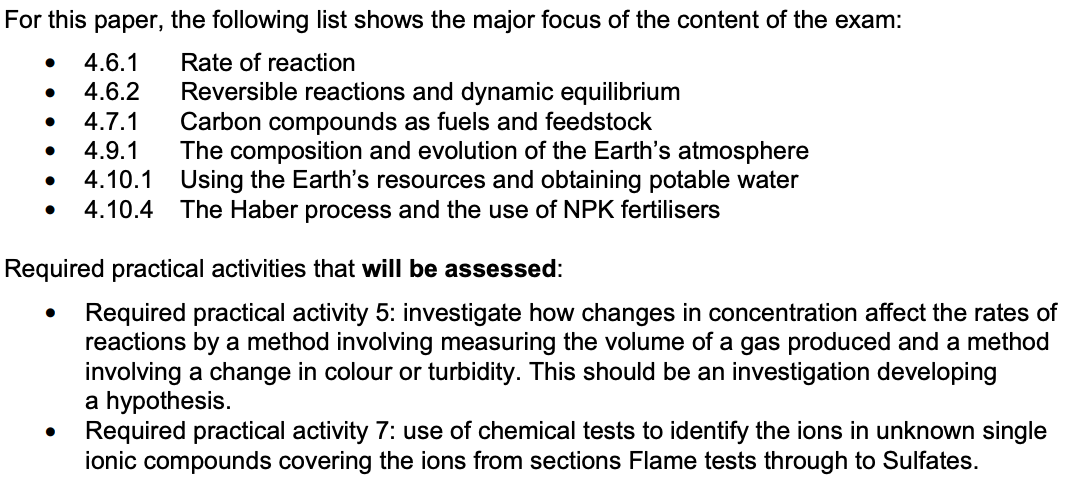 For this paper, the following list shows the major focus of the content of the exam:
• 4.6.1 Rate of reaction
• 4.6.2 Reversible reactions and dynamic equilibrium
• 4.7.1 Carbon compounds as fuels and feedstock
• 4.9.1 The composition and evolution of the Earth's atmosphere
• 4.10.1 Using the Earth's resources and obtaining potable water
• 4.10.4 The Haber process and the use of NPK fertilisers
Required practical activities that will be assessed:
• Required practical activity 5: investigate how changes in concentration affect the rates of
reactions by a method involving measuring the volume of a gas produced and a method
involving a change in colour or turbidity. This should be an investigation developing
a hypothesis.
• Required practical activity 7: use of chemical tests to identify the ions in unknown single
ionic compounds covering the ions from sections Flame tests through to Sulfates.